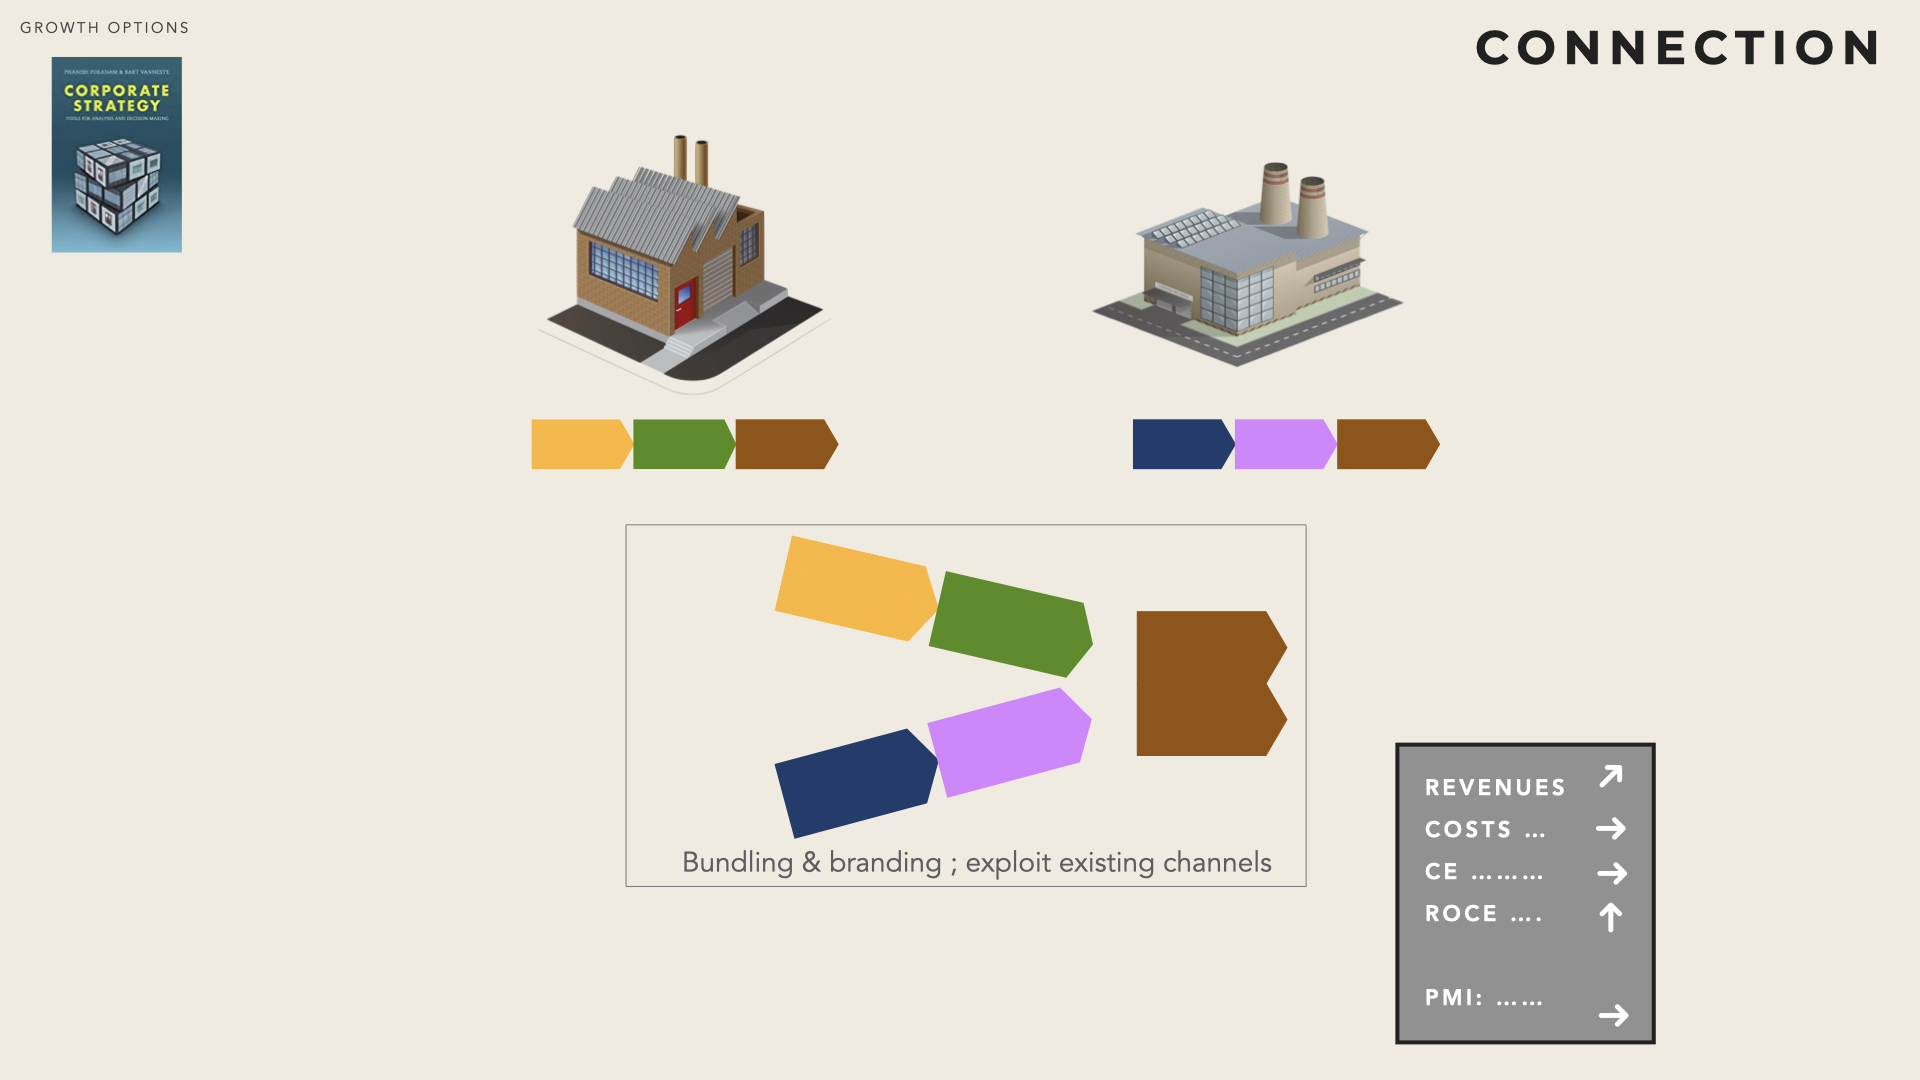 GROWTH OPTIONS
CONNECTION
PHANISH PURANAM & BART VANNESTE
CORPORATE
STRATEGY
TOOLS FOR ANALYSIS AND DECISION-MAKING
Bundling & branding ; exploit existing channels
REVENUES ↗
COSTS ... →
CE ......... →
ROCE .... ↑
PMI: ...... →